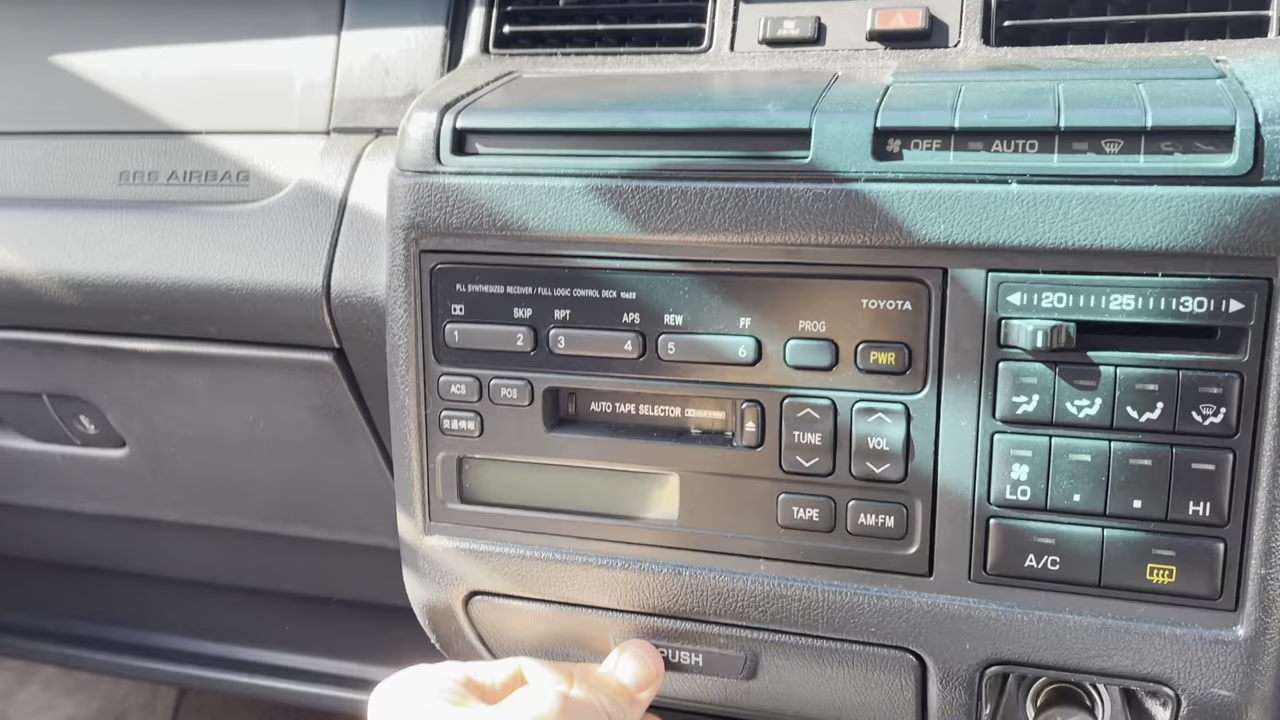 OFF
AUTO
SRS AIRBAG
PLL SYNTHESIZED RECEIVER / FULL LOGIC CONTROL DECK 10683
TOYOTA
SKIP RPT APS REW FF PROG
1 2 3 4 5 6 PWR
ACS POS
交通情報
AUTO TAPE SELECTOR
TUNE
VOL
TAPE AM·FM
20 25 30
LO
HI
A/C
PUSH